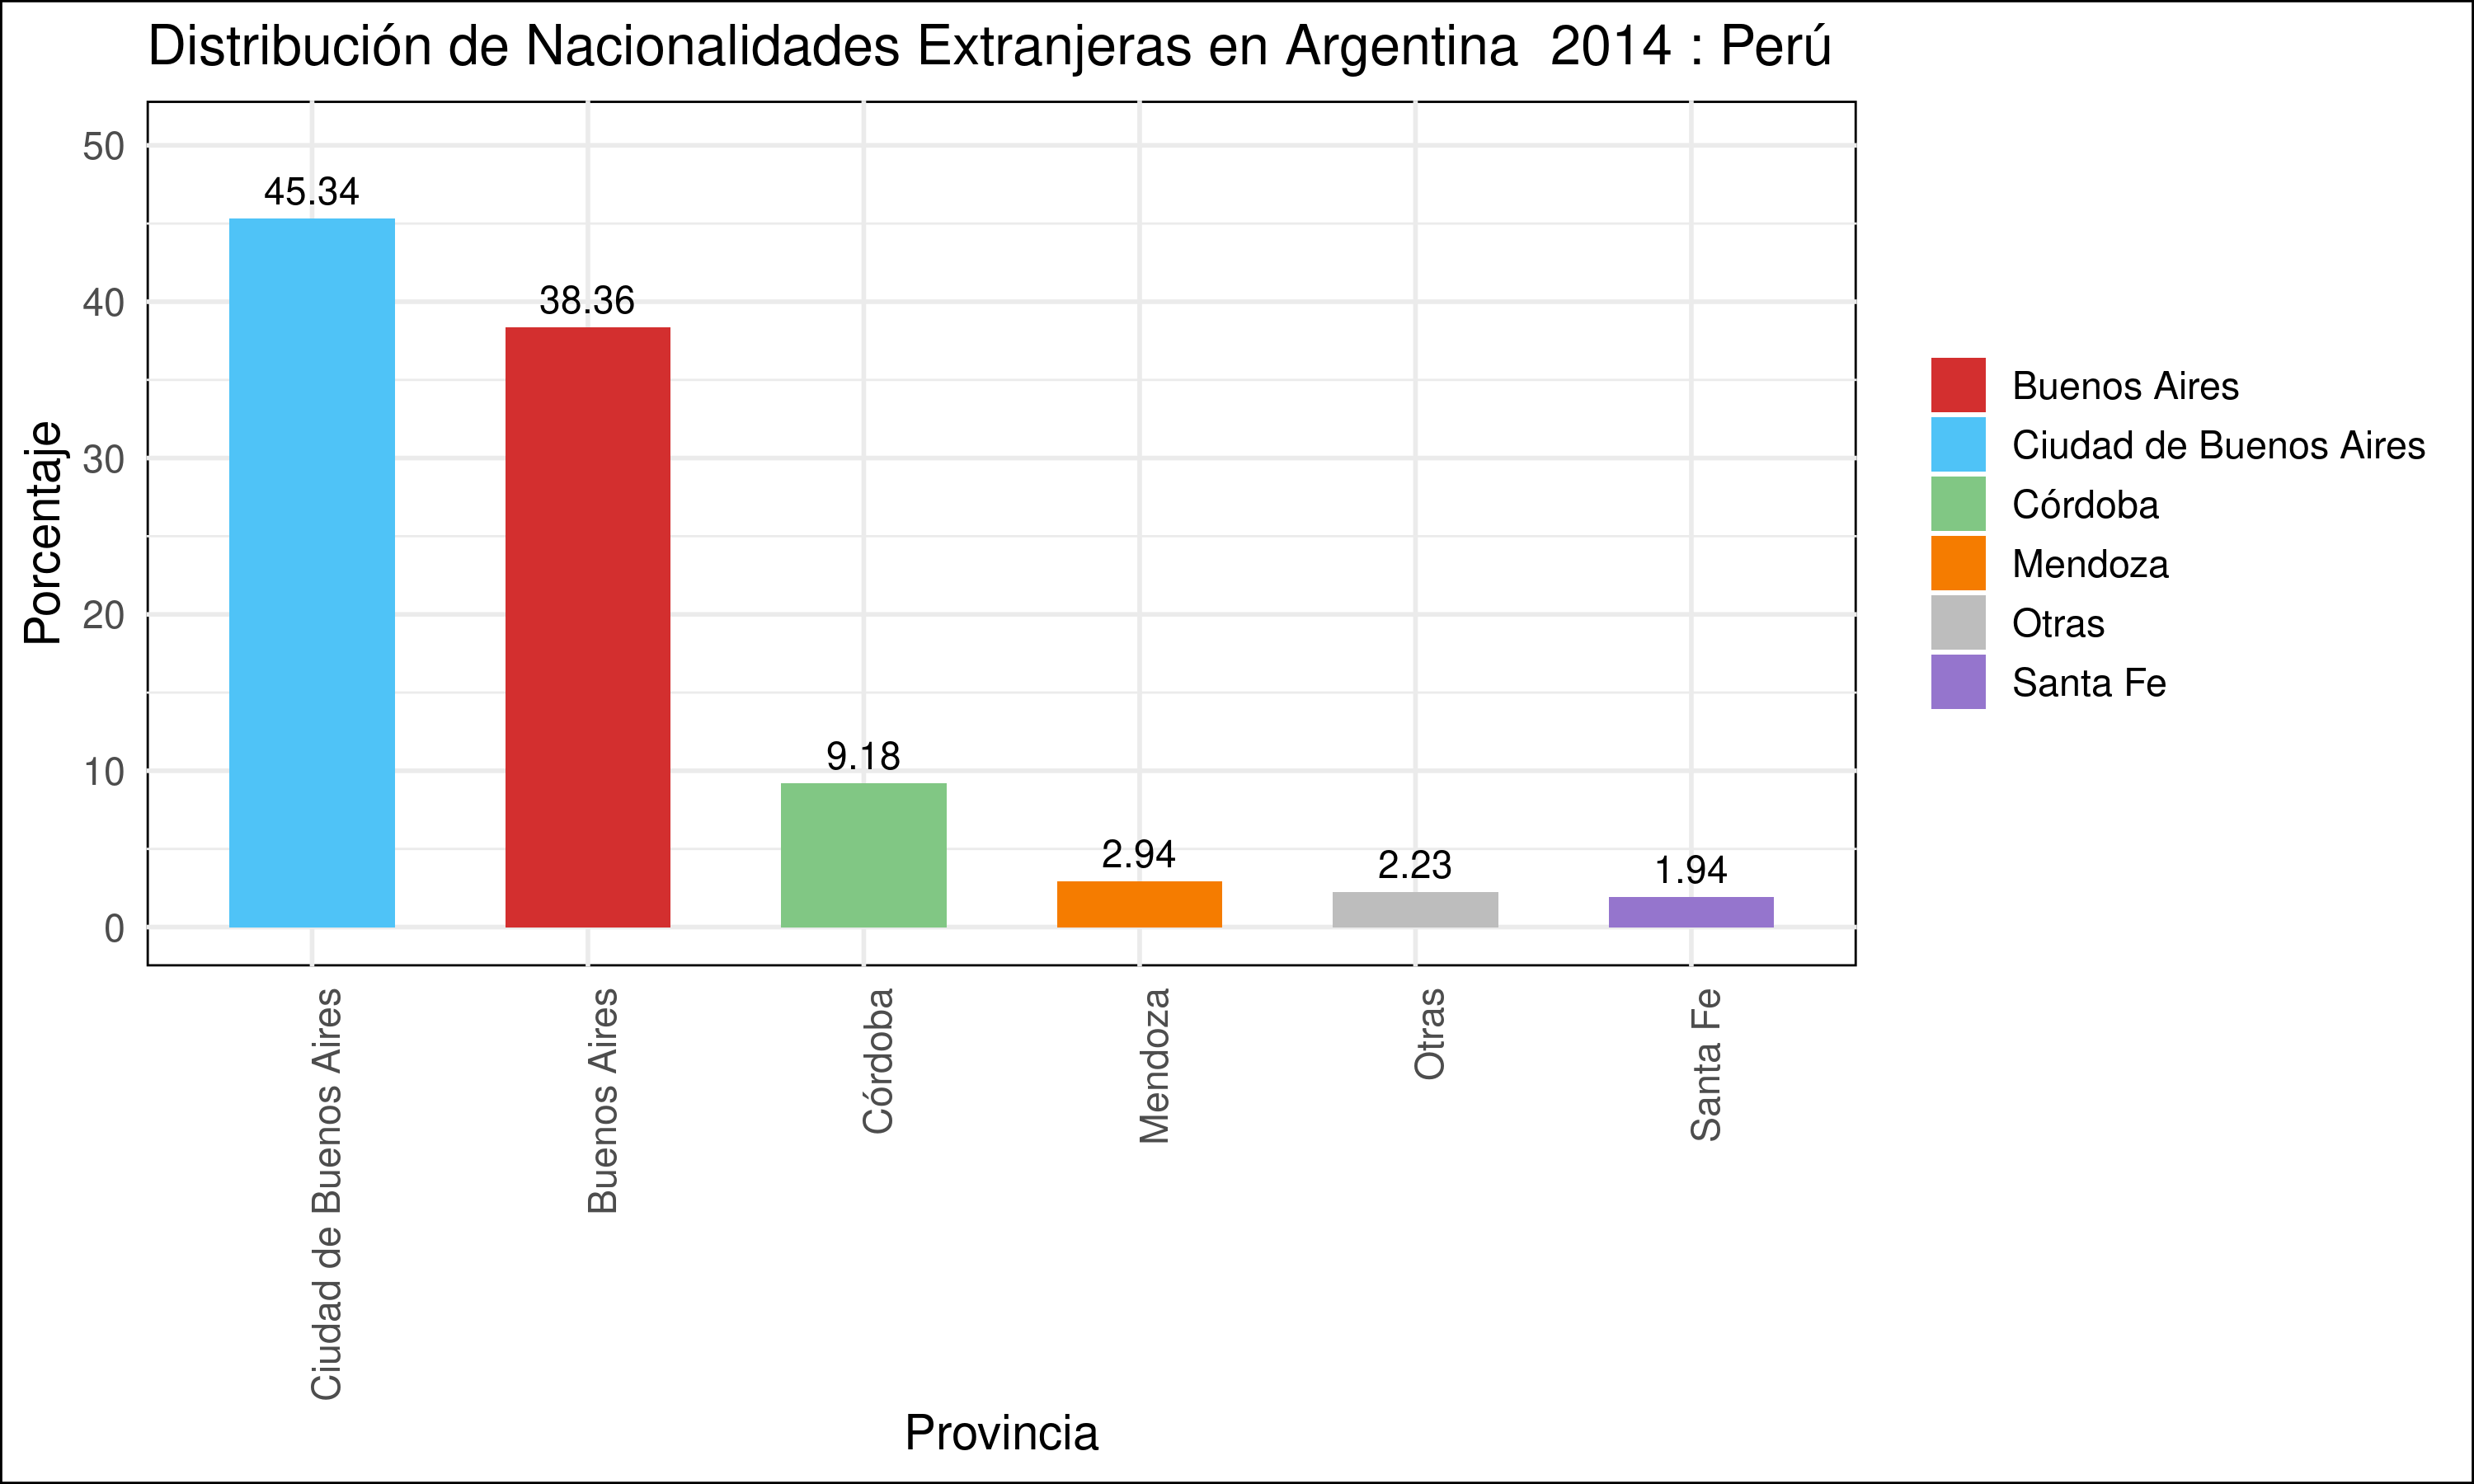 Distribución de Nacionalidades Extranjeras en Argentina  2014 : Perú
Porcentaje
50
40
30
20
10
0
45.34
38.36
9.18
2.94
2.23
1.94
Ciudad de Buenos Aires
Buenos Aires
Córdoba
Mendoza
Otras
Santa Fe
Provincia
Buenos Aires
Ciudad de Buenos Aires
Córdoba
Mendoza
Otras
Santa Fe